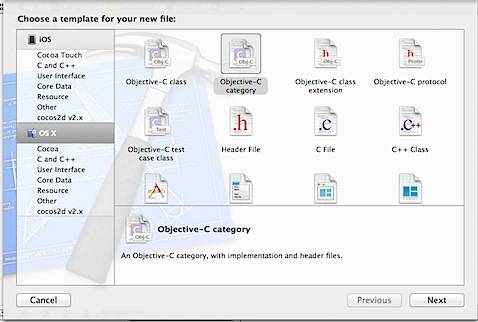 Choose a template for your new file:
iOS
Cocoa Touch
C and C++
User Interface
Core Data
Resource
Other
cocos2d v2.x
OS X
Cocoa
C and C++
User Interface
Core Data
Resource
Other
cocos2d v2.x
Obj-C
Obj-C
h
Obj-C
h
Proto
Objective-C class
Objective-C
category
Objective-C class
extension
Objective-C protocol
Test
.h
.c
C++
Objective-C test
case class
Header File
C File
C++ Class
Obj-C
Objective-C category
An Objective-C category, with implementation and header files.
Cancel
Previous
Next